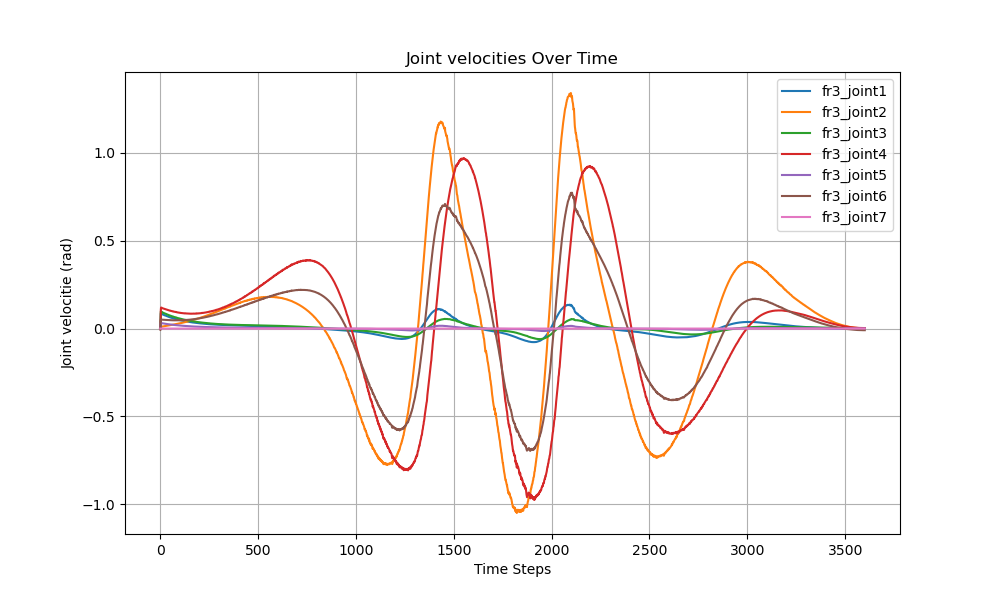 Joint velocities Over Time
fr3_joint1
fr3_joint2
fr3_joint3
fr3_joint4
fr3_joint5
fr3_joint6
fr3_joint7
Joint velocitie (rad)
1.0
0.5
0.0
−0.5
−1.0
0 500 1000 1500 2000 2500 3000 3500
Time Steps